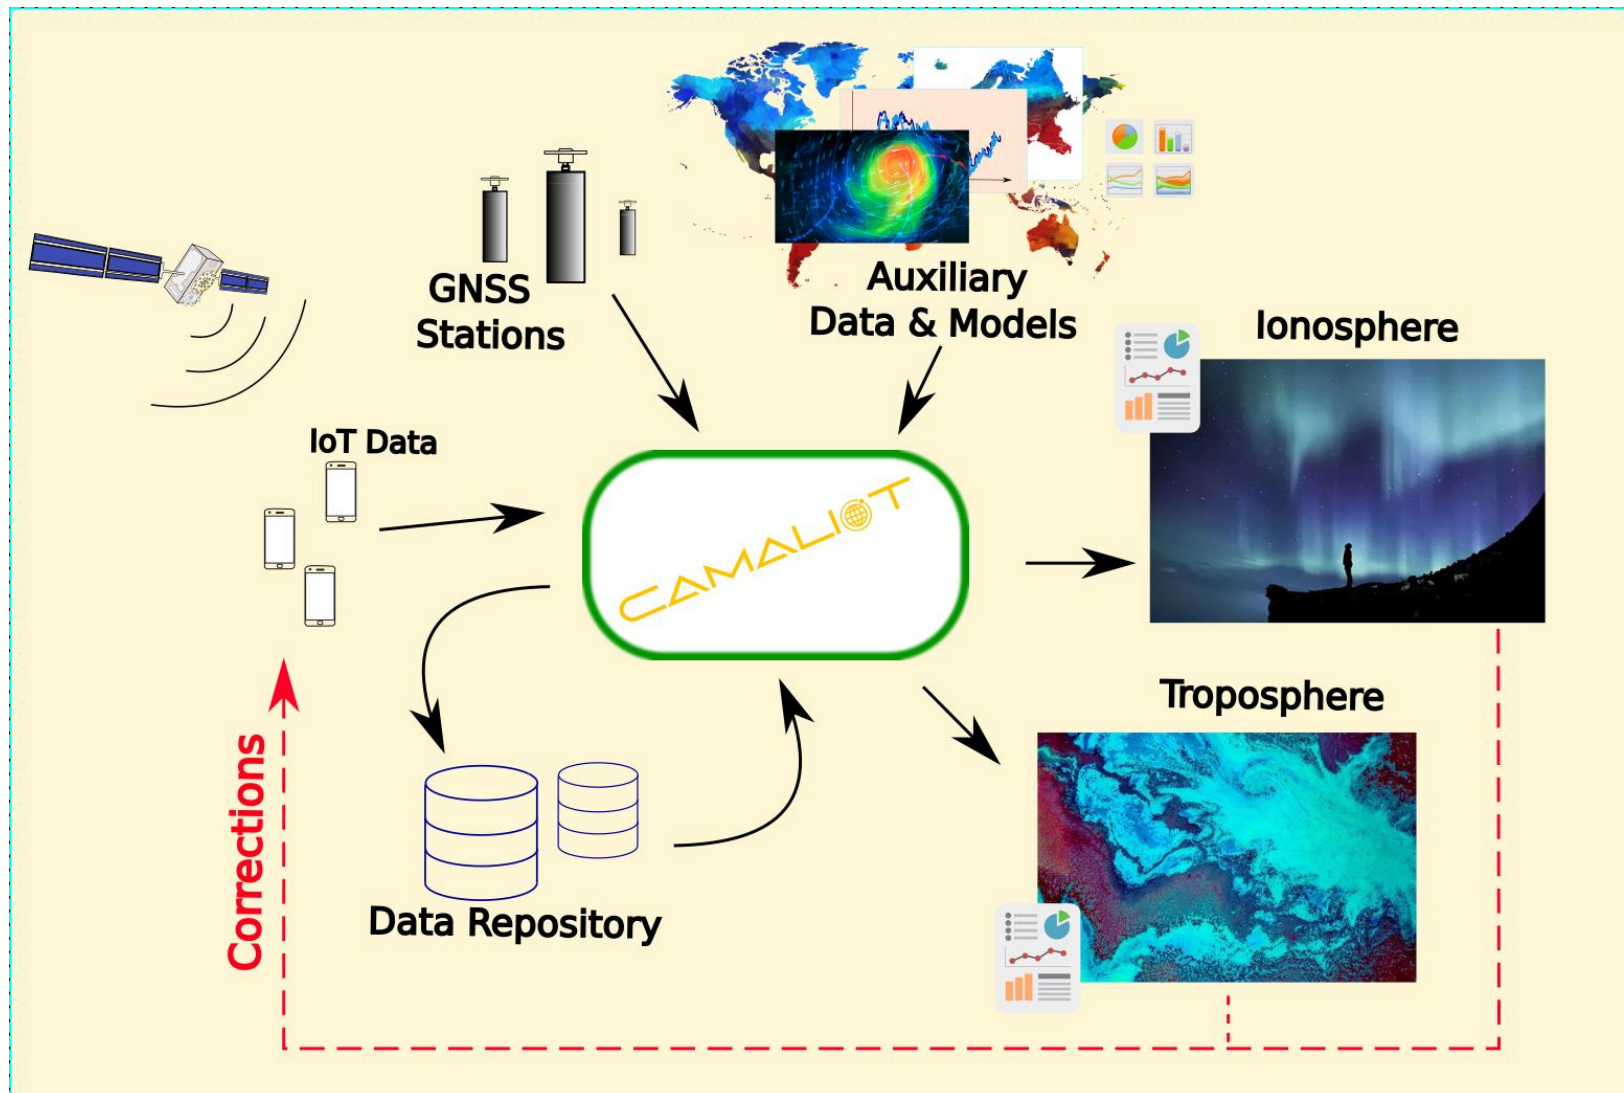 GNSS
Stations
Auxiliary
Data & Models
Ionosphere
IoT Data
CAMALIOT
Troposphere
Corrections
Data Repository